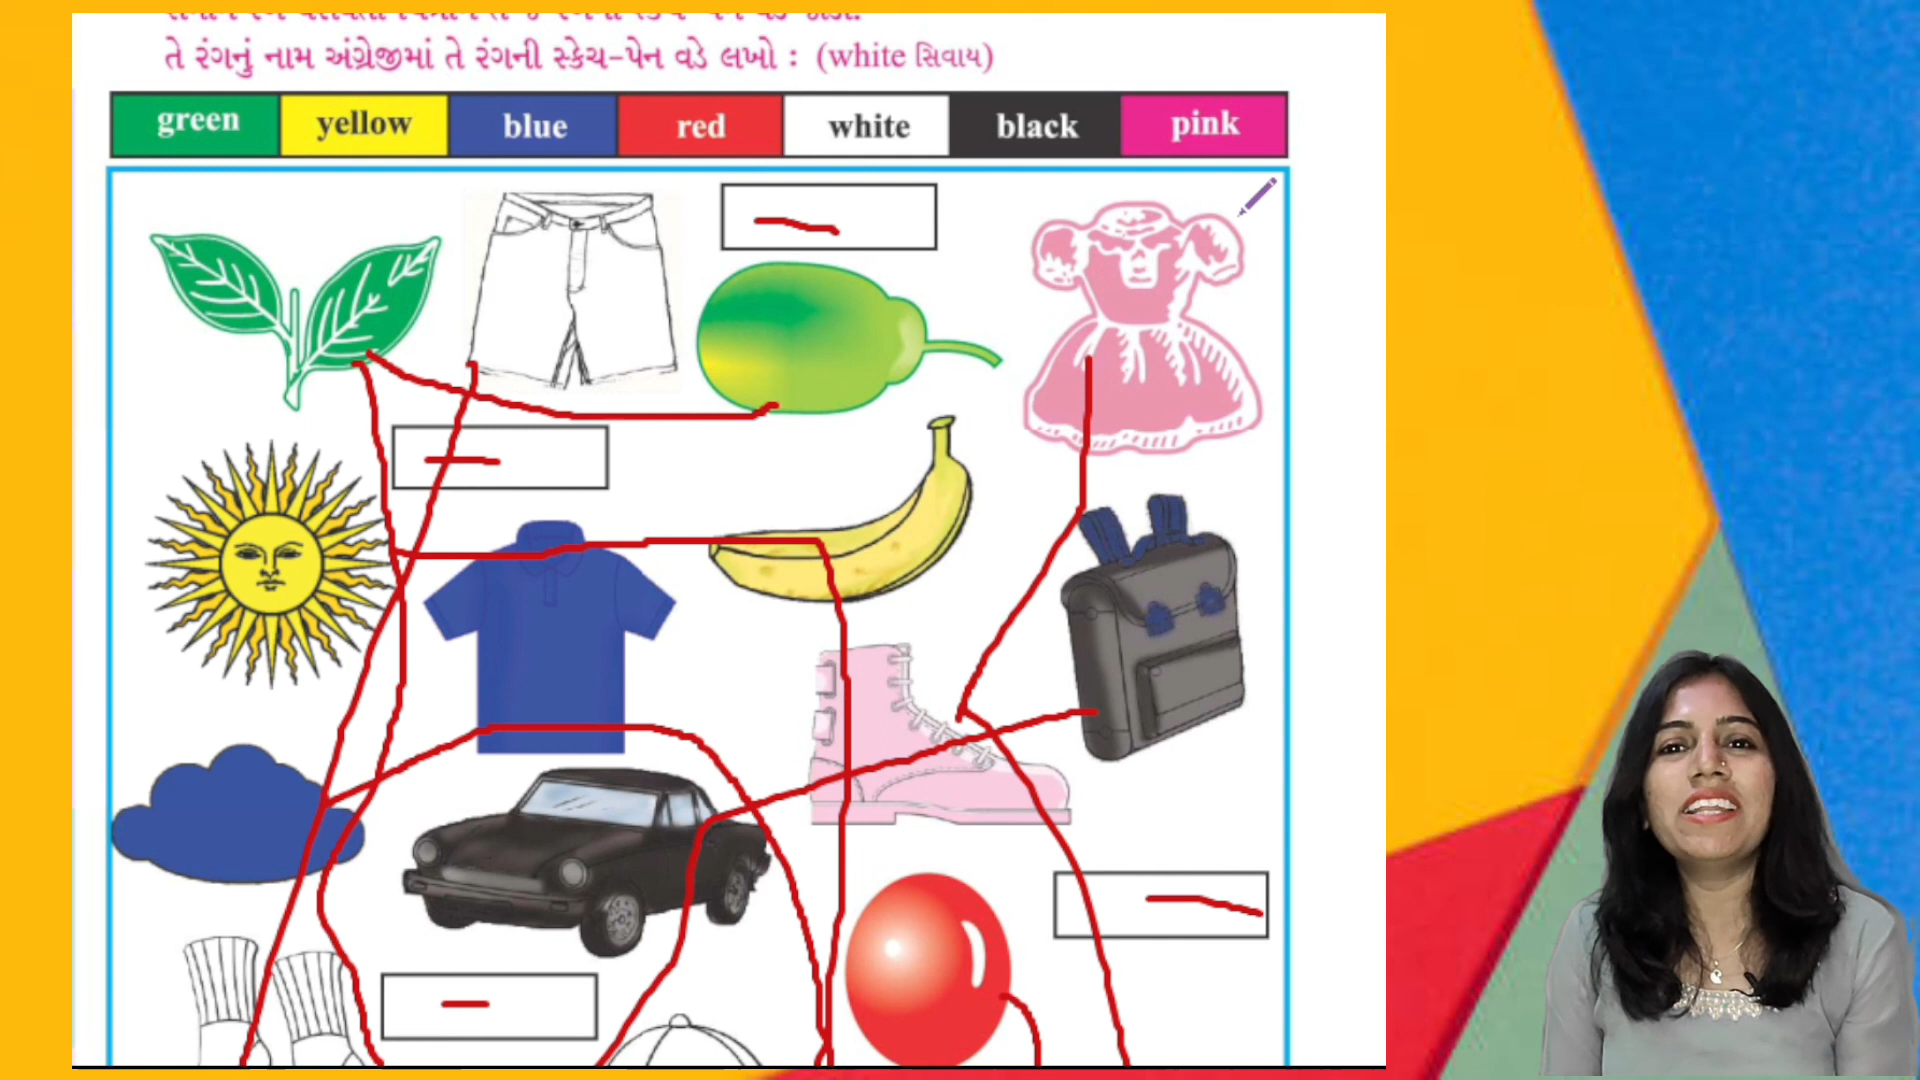 તે રંગનું નામ અંગ્રેજીમાં તે રંગની સ્કેચ-પેન વડે લખો : (white સિવાય)
green yellow blue red white black pink